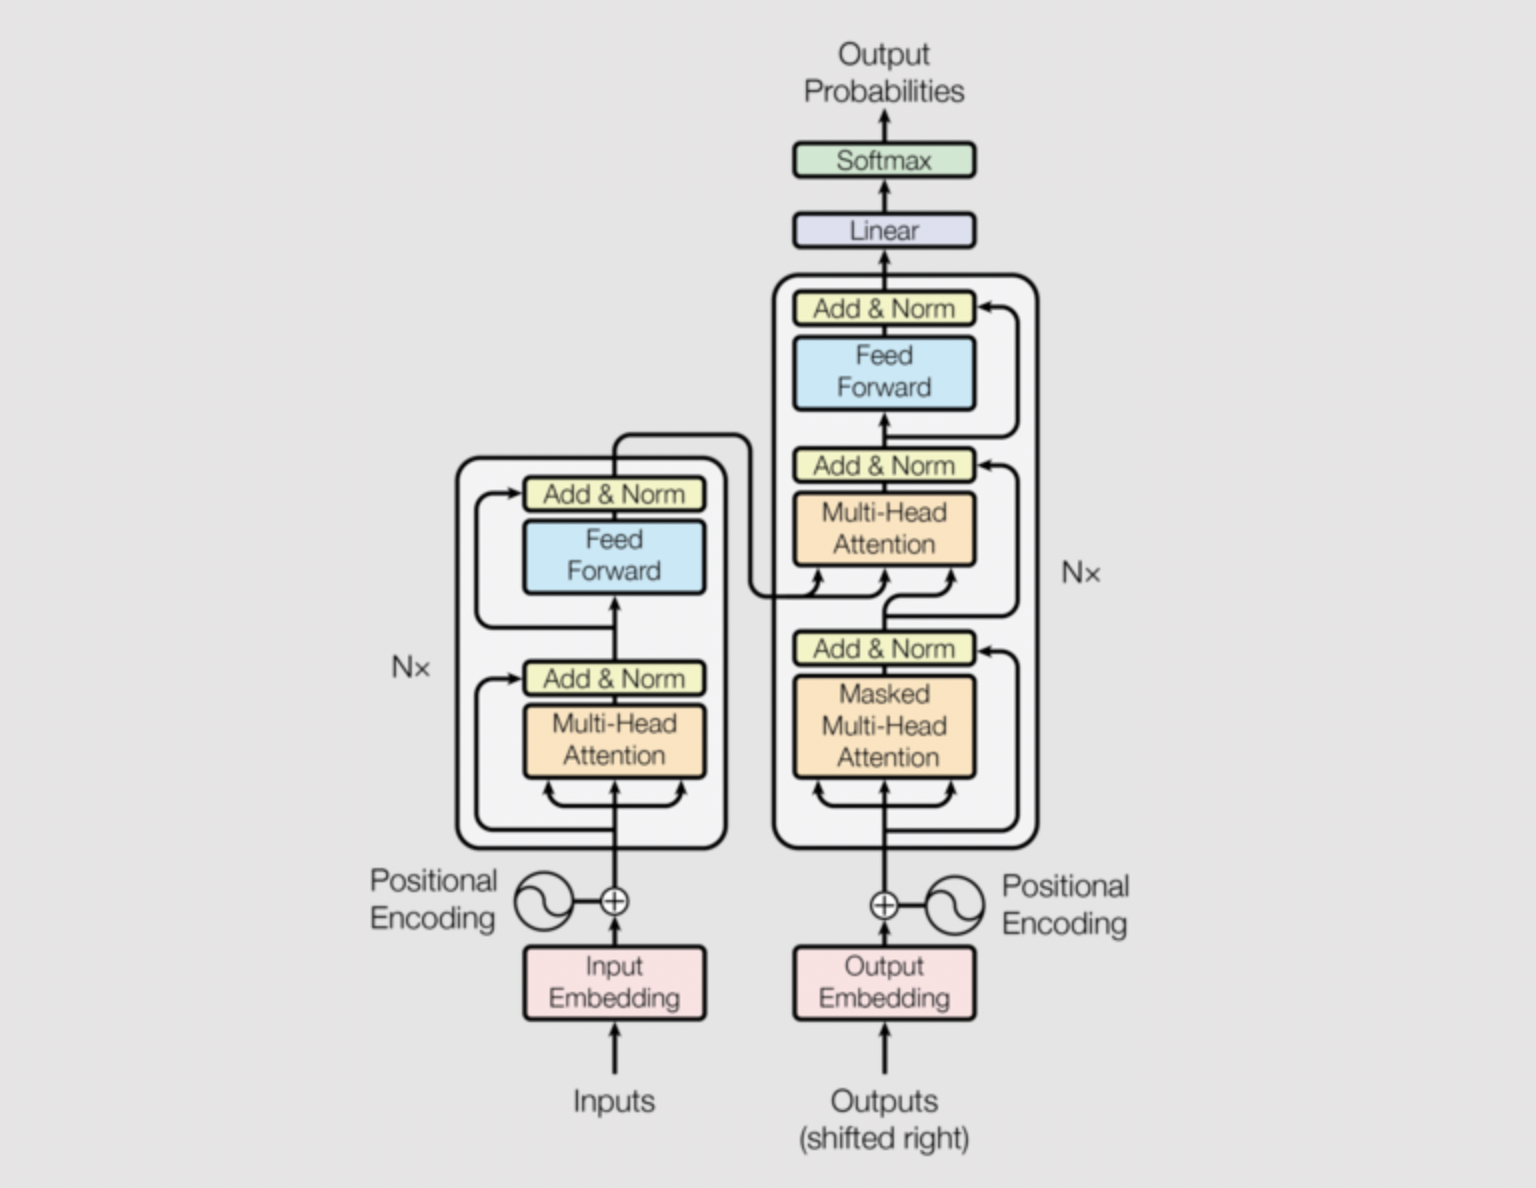 Output
Probabilities
Softmax
Linear
Add & Norm
Feed
Forward
Add & Norm
Multi-Head
Attention
Add & Norm
Masked
Multi-Head
Attention
N×
Positional
Encoding
Output
Embedding
Outputs
(shifted right)
Add & Norm
Feed
Forward
Add & Norm
Multi-Head
Attention
N×
Positional
Encoding
Input
Embedding
Inputs